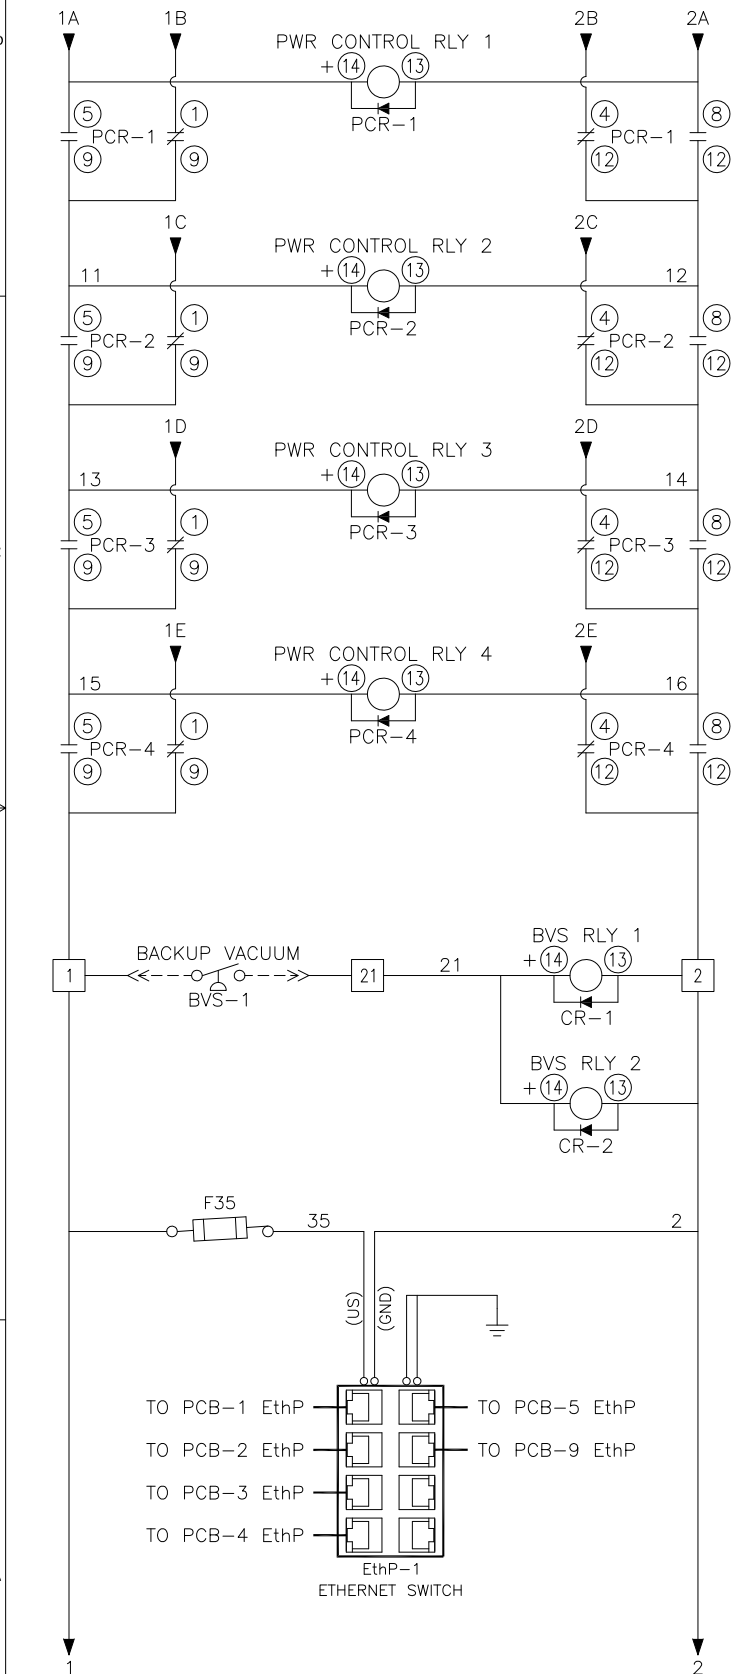 1A 1B 2B 2A
PWR CONTROL RLY 1
+ 14 13
PCR-1
5 1 4 8
PCR-1 PCR-1
9 9 12 12
1C 2C
PWR CONTROL RLY 2
11 + 14 13 12
PCR-2
5 1 4 8
PCR-2 PCR-2
9 9 12 12
1D 2D
PWR CONTROL RLY 3
13 + 14 13 14
PCR-3
5 1 4 8
PCR-3 PCR-3
9 9 12 12
1E 2E
PWR CONTROL RLY 4
15 + 14 13 16
PCR-4
5 1 4 8
PCR-4 PCR-4
9 9 12 12
BVS RLY 1
BACKUP VACUUM
+ 14 13
1 21 21 2
BVS-1
CR-1
BVS RLY 2
+ 14 13
CR-2
F35
35 2
(US) (GND)
TO PCB-1 EthP TO PCB-5 EthP
TO PCB-2 EthP TO PCB-9 EthP
TO PCB-3 EthP
TO PCB-4 EthP
EthP-1
ETHERNET SWITCH
1 2